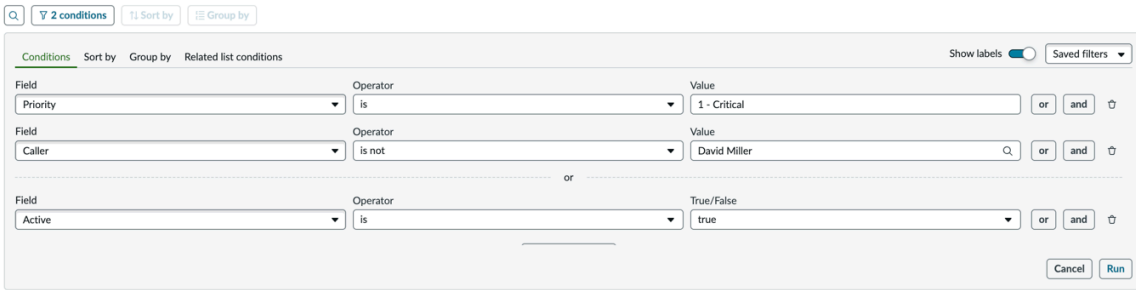 2 conditions Sort by Group by
Conditions Sort by Group by Related list conditions Show labels Saved filters
Field Operator Value
Priority is 1 - Critical or and
Field Operator Value
Caller is not David Miller or and
or
Field Operator True/False
Active is true or and
Cancel Run